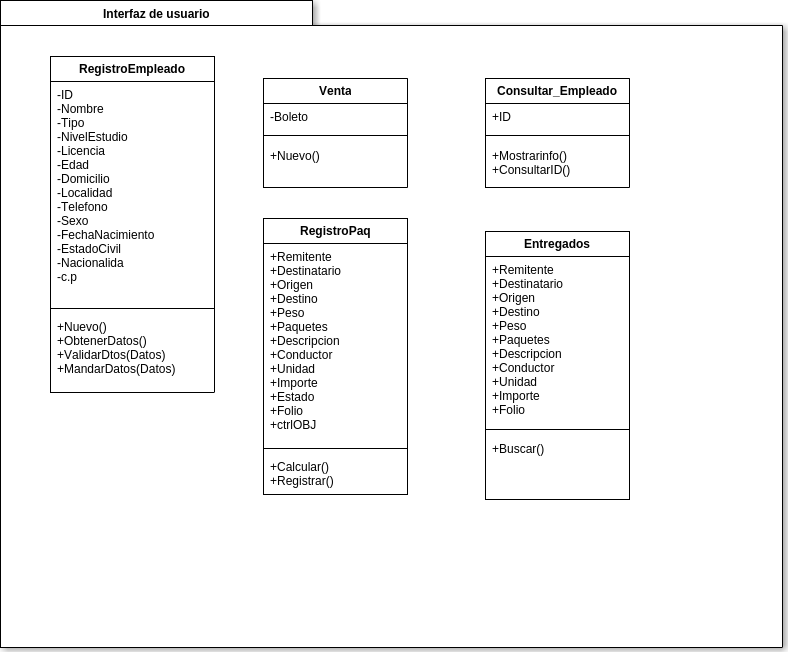 Interfaz de usuario
RegistroEmpleado
-ID
-Nombre
-Tipo
-NivelEstudio
-Licencia
-Edad
-Domicilio
-Localidad
-Telefono
-Sexo
-FechaNacimiento
-EstadoCivil
-Nacionalida
-c.p
+Nuevo()
+ObtenerDatos()
+ValidarDtos(Datos)
+MandarDatos(Datos)
Venta
-Boleto
+Nuevo()
Consultar_Empleado
+ID
+Mostrarinfo()
+ConsultarID()
RegistroPaq
+Remitente
+Destinatario
+Origen
+Destino
+Peso
+Paquetes
+Descripcion
+Conductor
+Unidad
+Importe
+Estado
+Folio
+ctrlOBJ
+Calcular()
+Registrar()
Entregados
+Remitente
+Destinatario
+Origen
+Destino
+Peso
+Paquetes
+Descripcion
+Conductor
+Unidad
+Importe
+Folio
+Buscar()